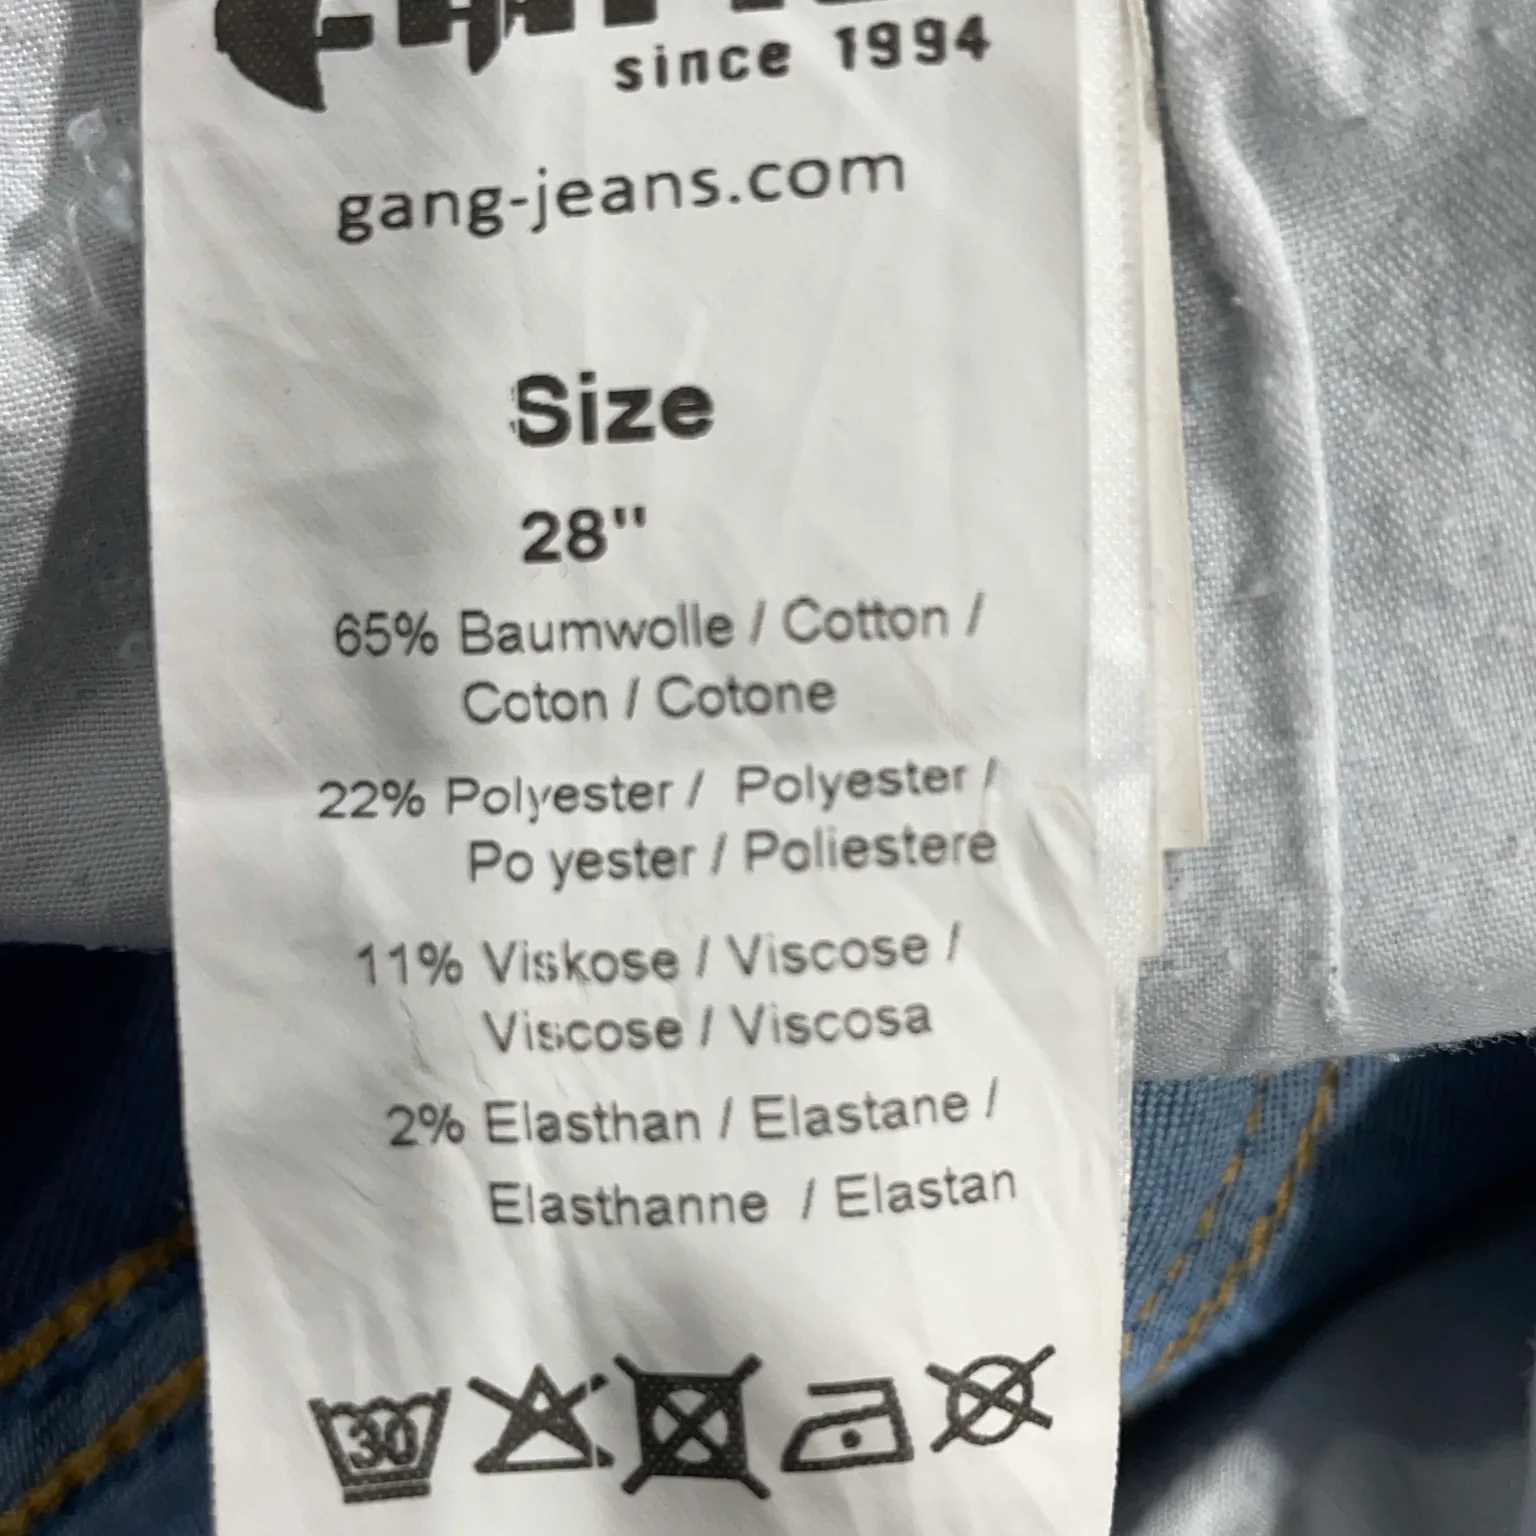 since 1994
gang-jeans.com
Size
28"
65% Baumwolle / Cotton /
Coton / Cotone
22% Polyester / Polyester /
Po yester / Poliestere
11% Viskose / Viscose /
Viscose / Viscosa
2% Elasthan / Elastane /
Elasthanne / Elastan
30